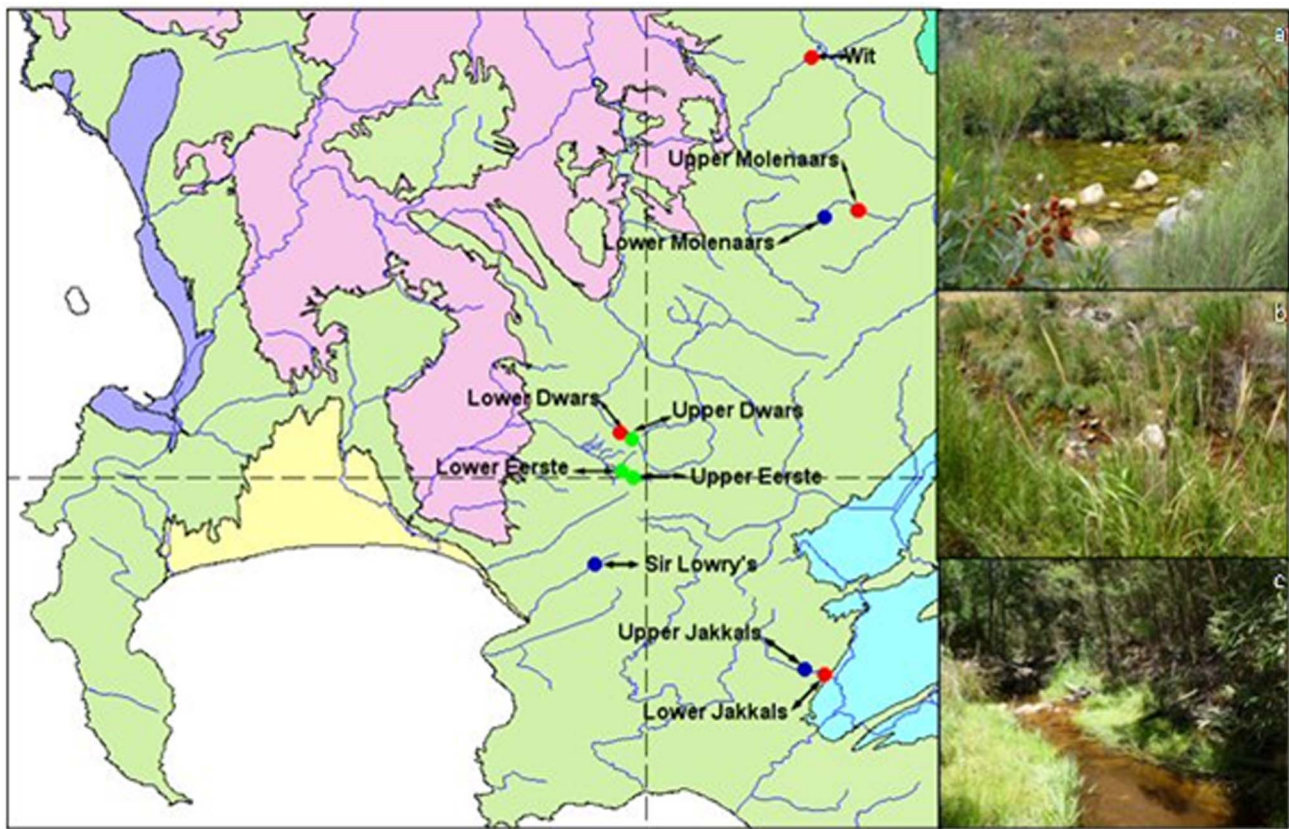 Wit
Upper Molenaars
Lower Molenaars
Lower Dwars
Upper Dwars
Lower Eerste
Upper Eerste
Sir Lowry's
Upper Jakkals
Lower Jakkals